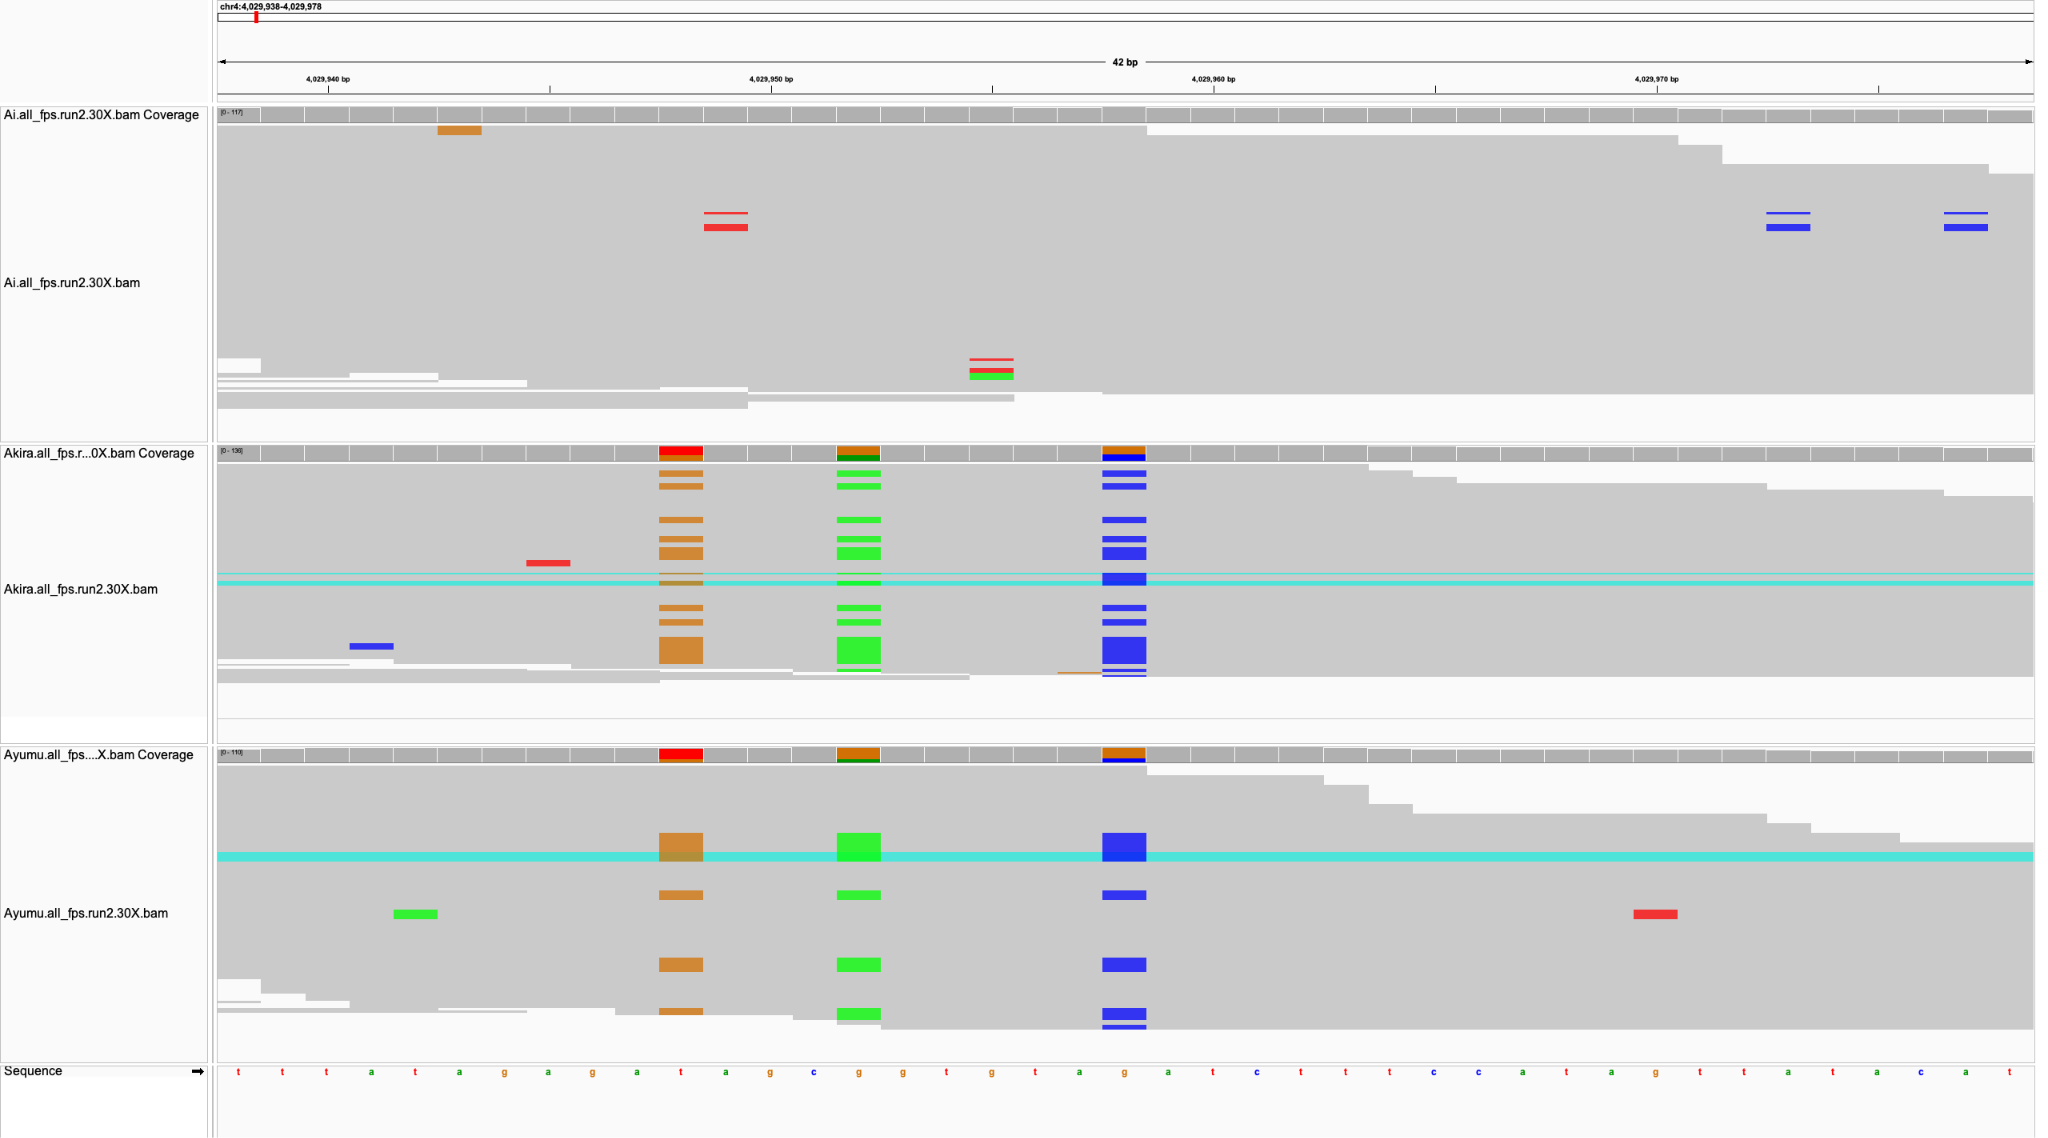 chr4:4,029,938-4,029,978
42 bp
4,029,940 bp 4,029,950 bp 4,029,960 bp 4,029,970 bp
Ai.all_fps.run2.30X.bam Coverage
[0 - 117]
Ai.all_fps.run2.30X.bam
Akira.all_fps.r...0X.bam Coverage
[0 - 136]
Akira.all_fps.run2.30X.bam
Ayumu.all_fps....X.bam Coverage
[0 - 110]
Ayumu.all_fps.run2.30X.bam
Sequence t t t a t a g a g a t a g c g g t g t a g a t c t t t c c a t a g t t a t a c a t